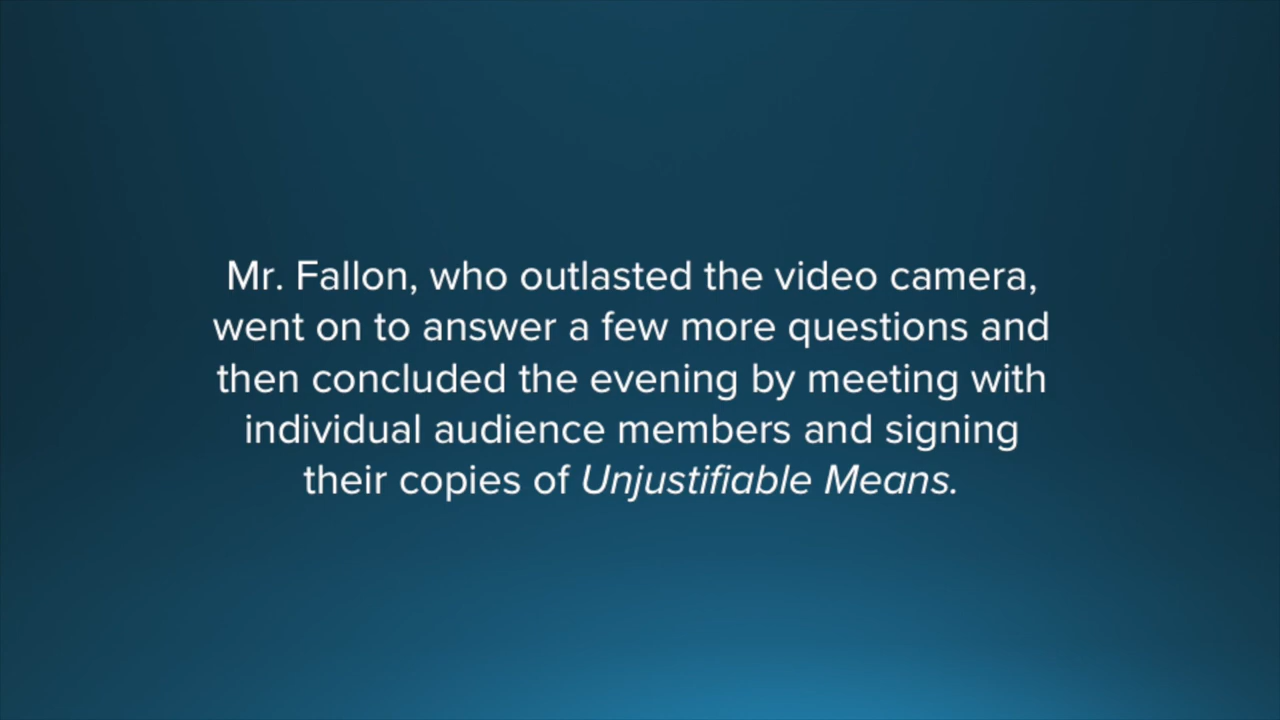 Mr. Fallon, who outlasted the video camera,
went on to answer a few more questions and
then concluded the evening by meeting with
individual audience members and signing
their copies of Unjustifiable Means.